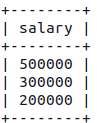 +--------+
| salary |
+--------+
| 500000 |
| 300000 |
| 200000 |
+--------+